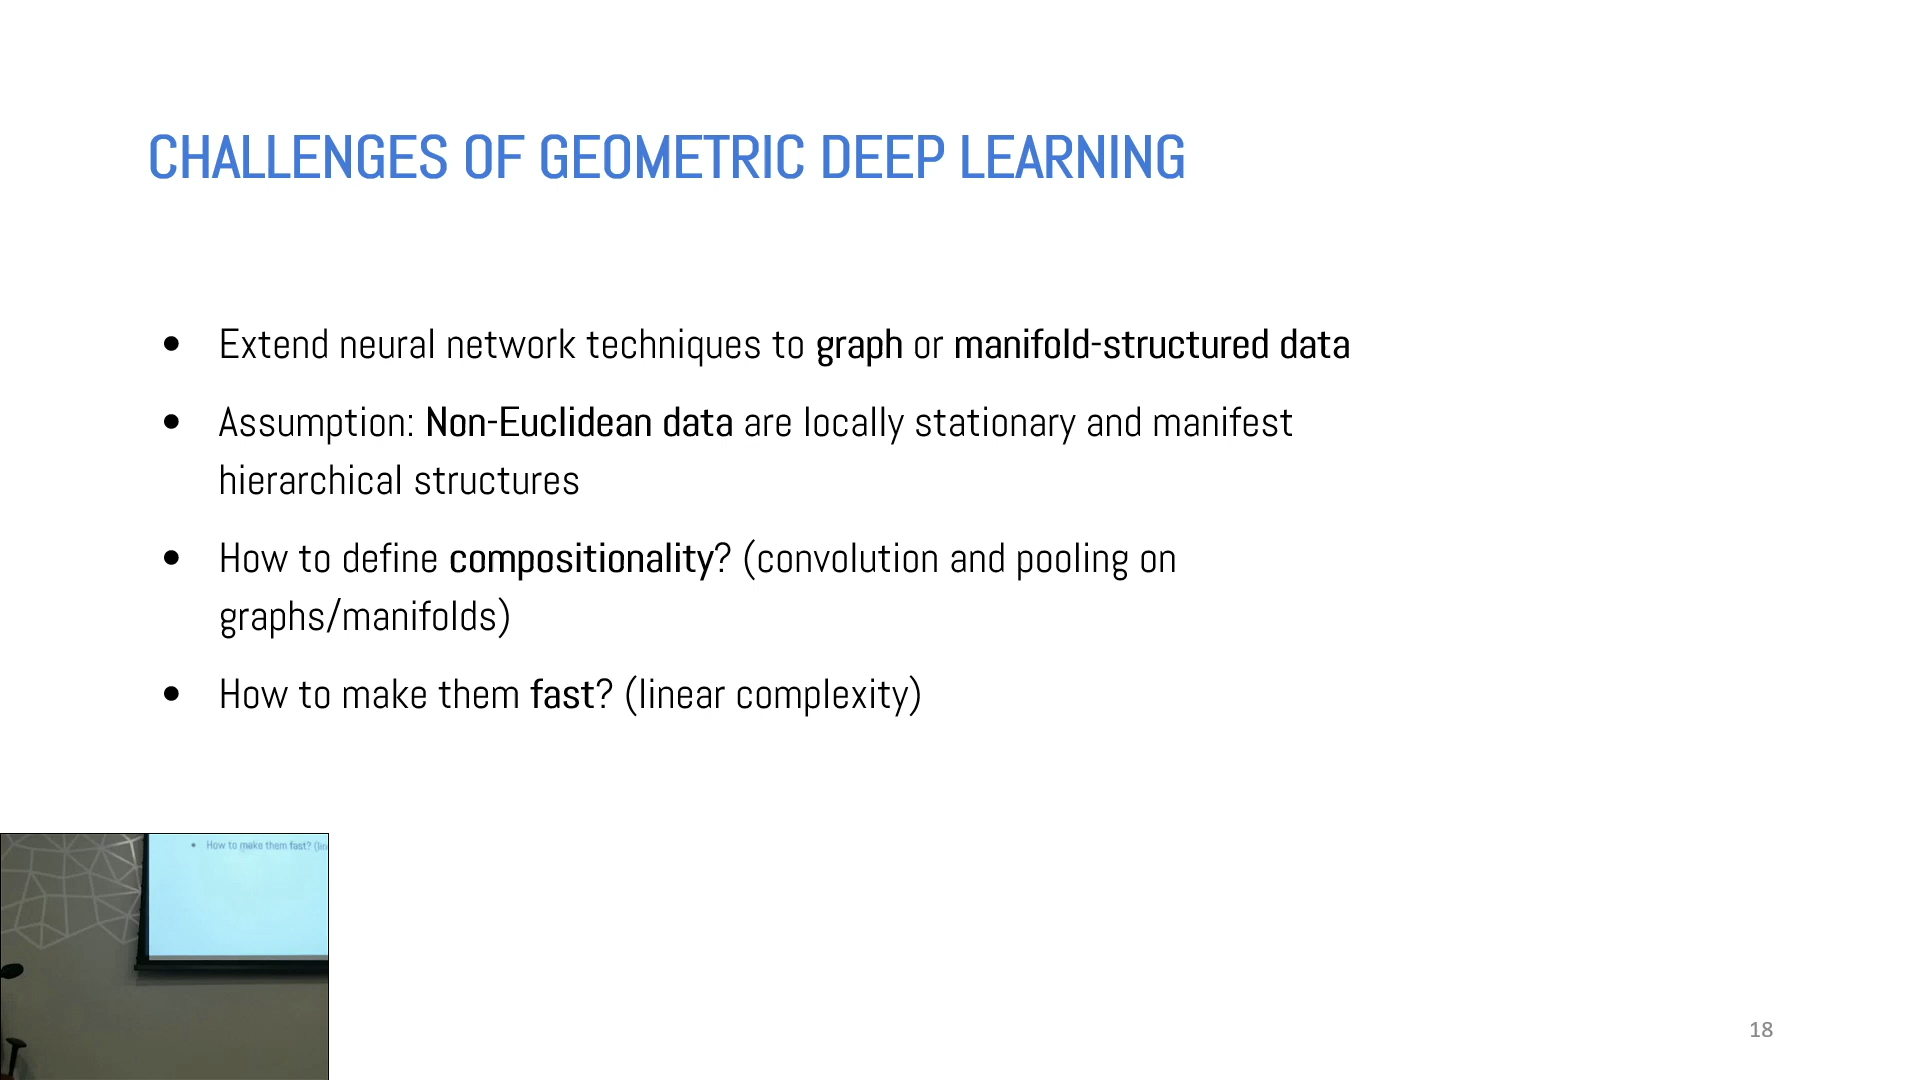 CHALLENGES OF GEOMETRIC DEEP LEARNING
• Extend neural network techniques to graph or manifold-structured data
• Assumption: Non-Euclidean data are locally stationary and manifest
hierarchical structures
• How to define compositionality? (convolution and pooling on
graphs/manifolds)
• How to make them fast? (linear complexity)
• How to make them fast? (lin
18